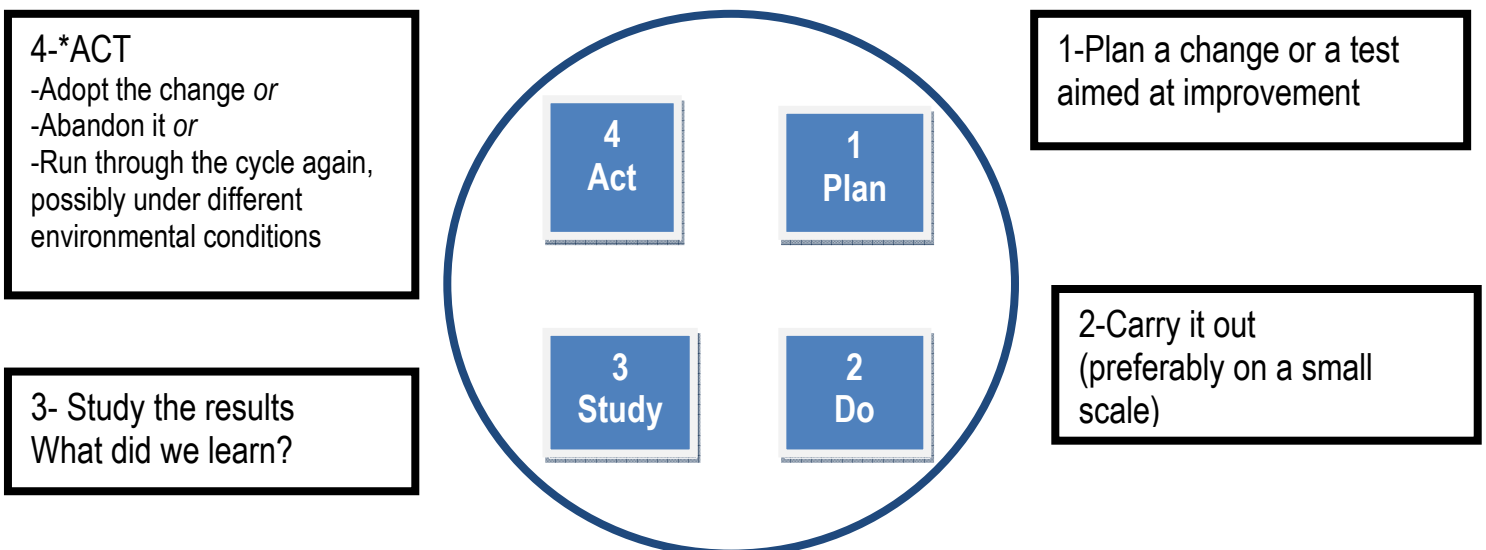 4-*ACT
-Adopt the change or
-Abandon it or
-Run through the cycle again,
possibly under different
environmental conditions
4
Act
1
Plan
1-Plan a change or a test
aimed at improvement
3- Study the results
What did we learn?
3
Study
2
Do
2-Carry it out
(preferably on a small
scale)